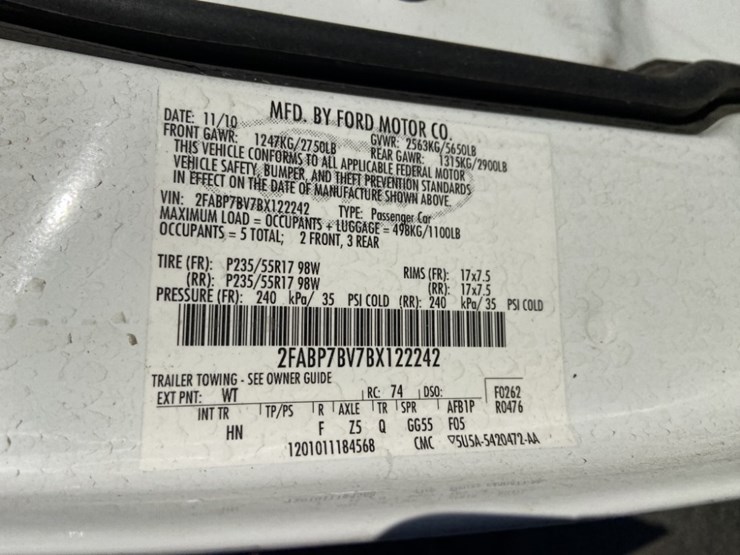 MFD. BY FORD MOTOR CO.
DATE: 11/10 GVWR: 2563KG/5650LB
FRONT GAWR: 1247KG/2750LB REAR GAWR: 1315KG/2900LB
THIS VEHICLE CONFORMS TO ALL APPLICABLE FEDERAL MOTOR
VEHICLE SAFETY, BUMPER, AND THEFT PREVENTION STANDARDS
IN EFFECT ON THE DATE OF MANUFACTURE SHOWN ABOVE.
VIN: 2FABP7BV7BX122242 TYPE: Passenger Car
MAXIMUM LOAD = OCCUPANTS + LUGGAGE = 498KG/1100LB
OCCUPANTS = 5 TOTAL; 2 FRONT, 3 REAR
TIRE (FR): P235/55R17 98W RIMS (FR): 17x7.5
(RR): P235/55R17 98W (RR): 17x7.5
PRESSURE (FR): 240 kPa/ 35 PSI COLD (RR): 240 kPa/ 35 PSI COLD
2FABP7BV7BX122242
TRAILER TOWING - SEE OWNER GUIDE
EXT PNT: WT RC: 74 DSO: F0262
INT TR TP/PS R AXLE TR SPR AFB1P R0476
HN F Z5 Q GG55 F05
1201011184568 CMC ▽5U5A-5420472-AA